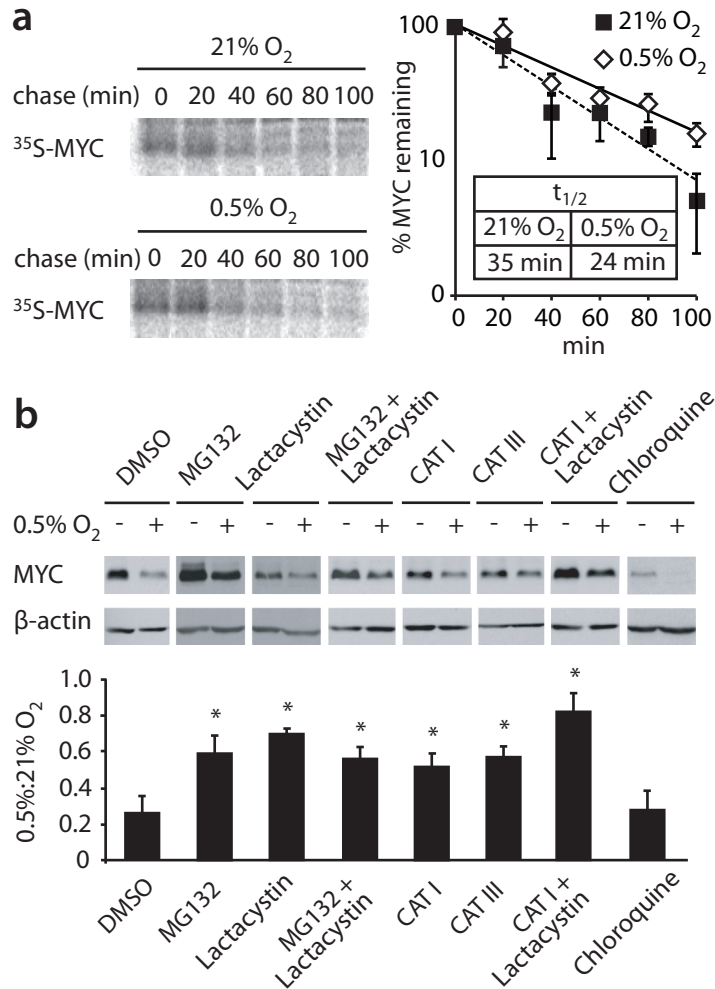 a
21% O₂
chase (min) 0 20 40 60 80 100
³⁵S-MYC
0.5% O₂
chase (min) 0 20 40 60 80 100
³⁵S-MYC
% MYC remaining
100
10
0
21% O₂
0.5% O₂
t₁/₂
21% O₂ 0.5% O₂
35 min 24 min
0 20 40 60 80 100
min
b
DMSO
MG132
Lactacystin
MG132 +
Lactacystin
CAT I
CAT III
CAT I +
Lactacystin
Chloroquine
0.5% O₂ - + - + - + - + - + - + - + - +
MYC
β-actin
0.5%:21% O₂
1.0
0.8
0.6
0.4
0.2
0
* * * * * *
DMSO
MG132
Lactacystin
MG132 +
Lactacystin
CAT I
CAT III
CAT I +
Lactacystin
Chloroquine